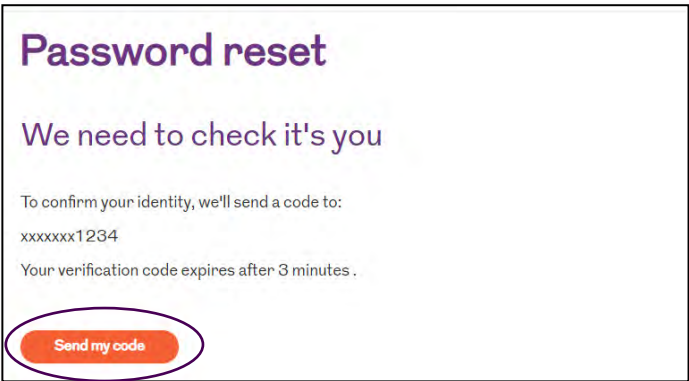 Password reset
We need to check it's you
To confirm your identity, we'll send a code to:
xxxxxxx1234
Your verification code expires after 3 minutes .
Send my code